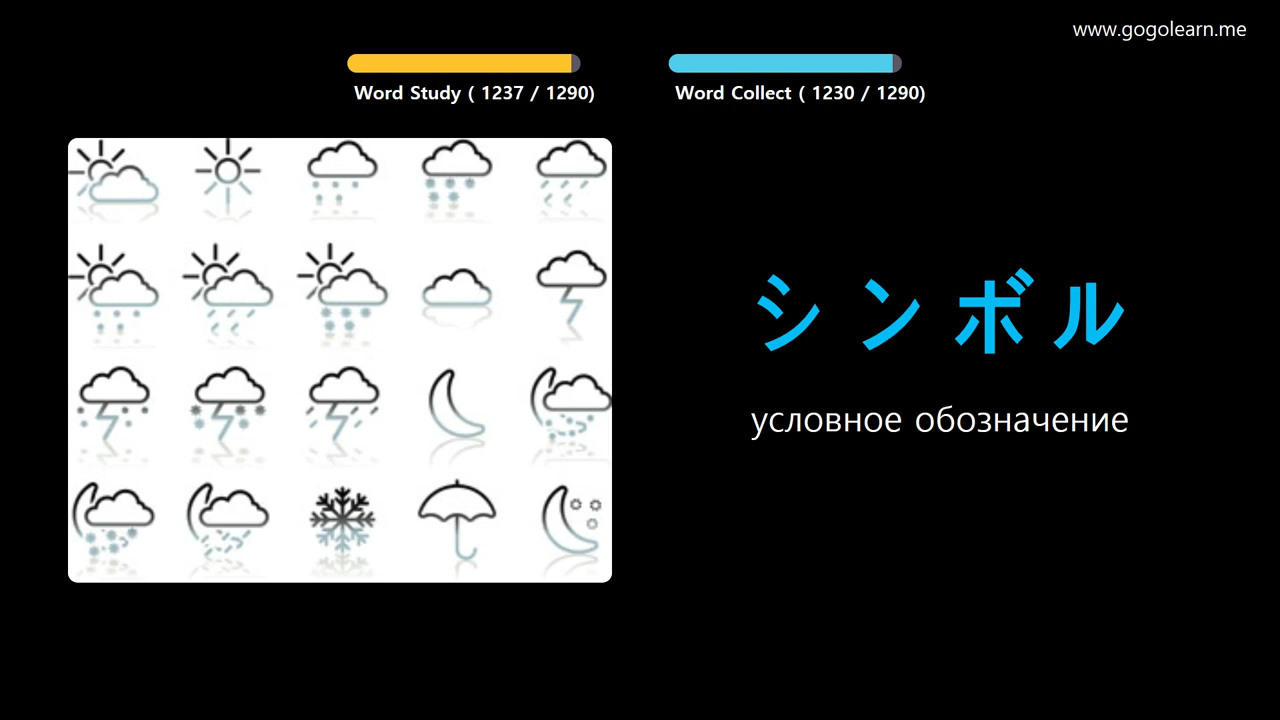 www.gogolearn.me
Word Study ( 1237 / 1290)
Word Collect ( 1230 / 1290)
シンボル
условное обозначение